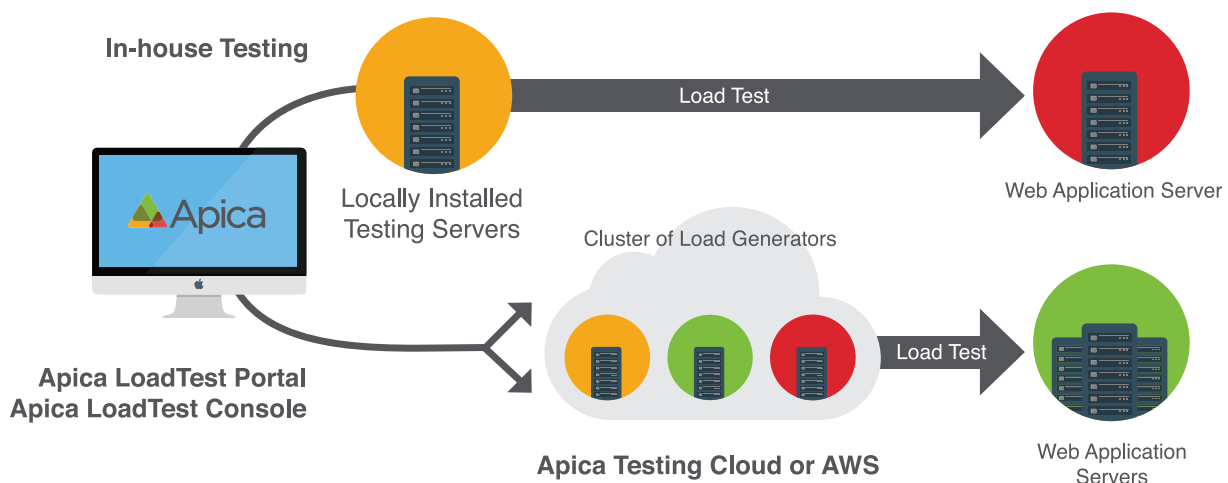 In-house Testing
Load Test
Apica
Locally Installed
Testing Servers
Web Application Server
Cluster of Load Generators
Load Test
Apica LoadTest Portal
Apica LoadTest Console
Apica Testing Cloud or AWS
Web Application
Servers